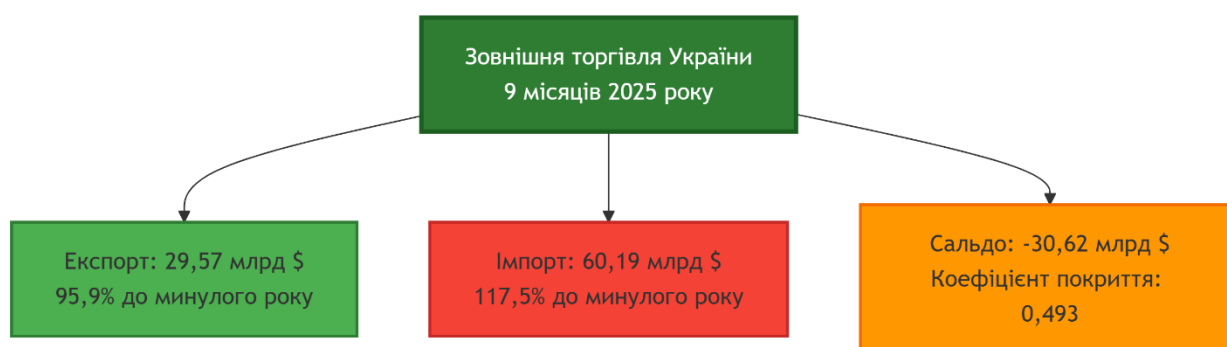 Зовнішня торгівля України
9 місяців 2025 року
Експорт: 29,57 млрд $
95,9% до минулого року
Імпорт: 60,19 млрд $
117,5% до минулого року
Сальдо: -30,62 млрд $
Коефіцієнт покриття:
0,493